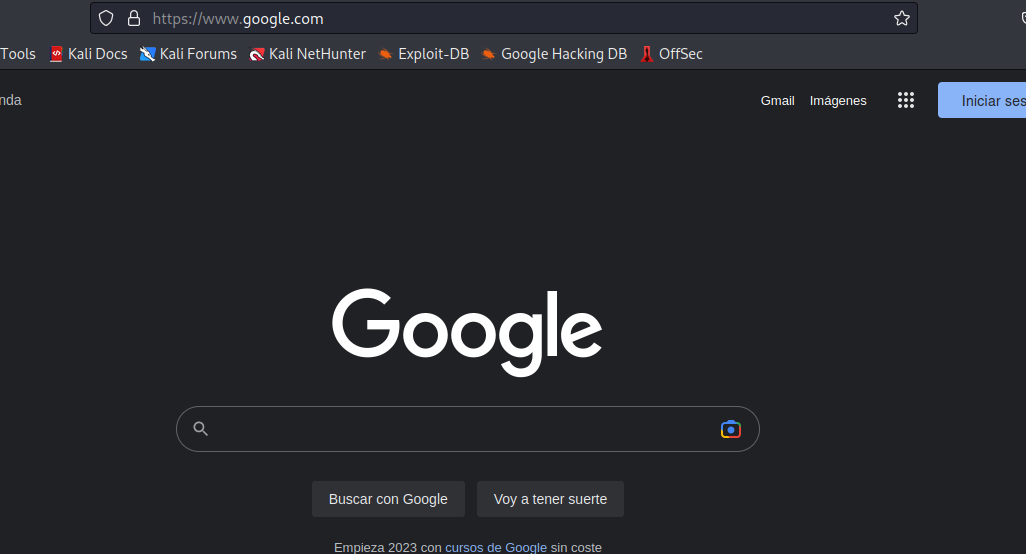 https://www.google.com
Tools Kali Docs Kali Forums Kali NetHunter Exploit-DB Google Hacking DB OffSec
nda Gmail Imágenes Iniciar ses
Google
Buscar con Google Voy a tener suerte
Empieza 2023 con cursos de Google sin coste